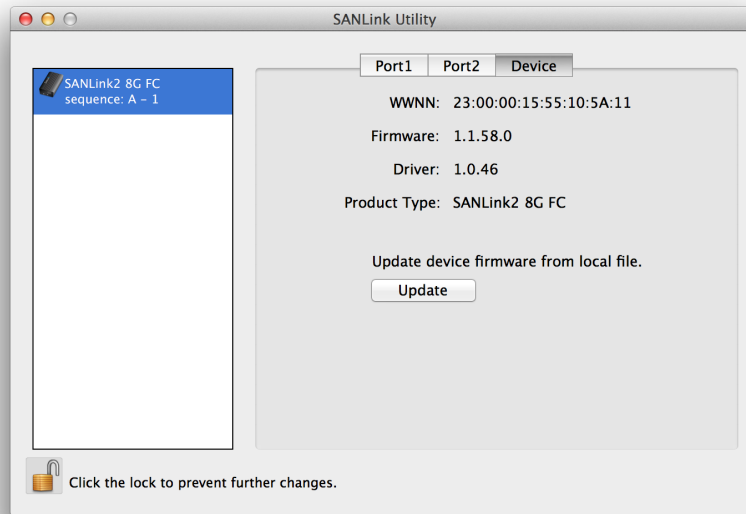 SANLink Utility
SANLink2 8G FC
sequence: A – 1
Port1 Port2 Device
WWNN: 23:00:00:15:55:10:5A:11
Firmware: 1.1.58.0
Driver: 1.0.46
Product Type: SANLink2 8G FC
Update device firmware from local file.
Update
Click the lock to prevent further changes.